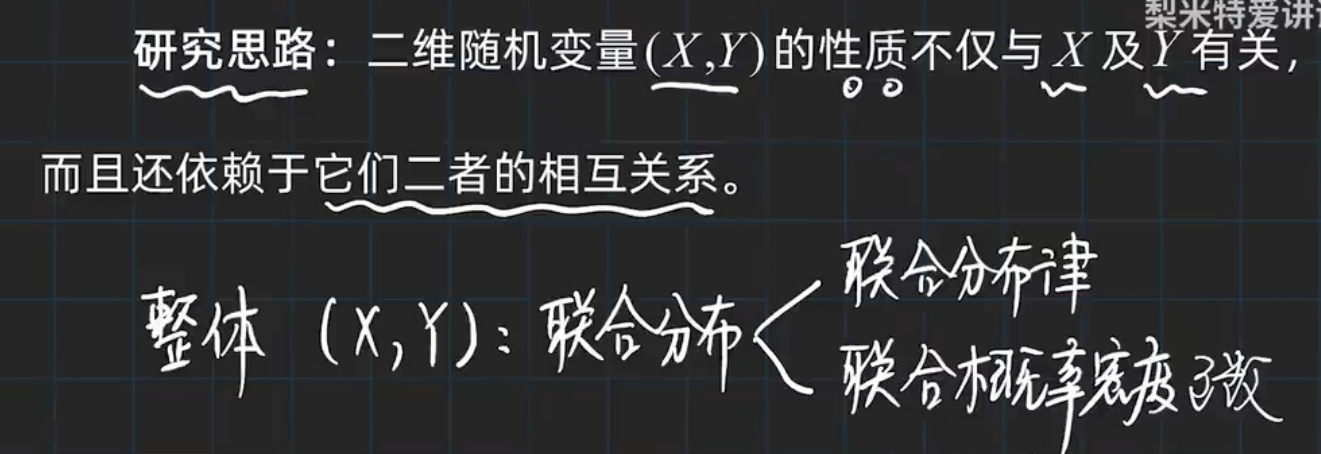 梨米特爱讲
研究思路：二维随机变量(X,Y)的性质不仅与X及Y有关，
而且还依赖于它们二者的相互关系。
联合分布律
整体 (X,Y)：联合分布
联合概率密度函数